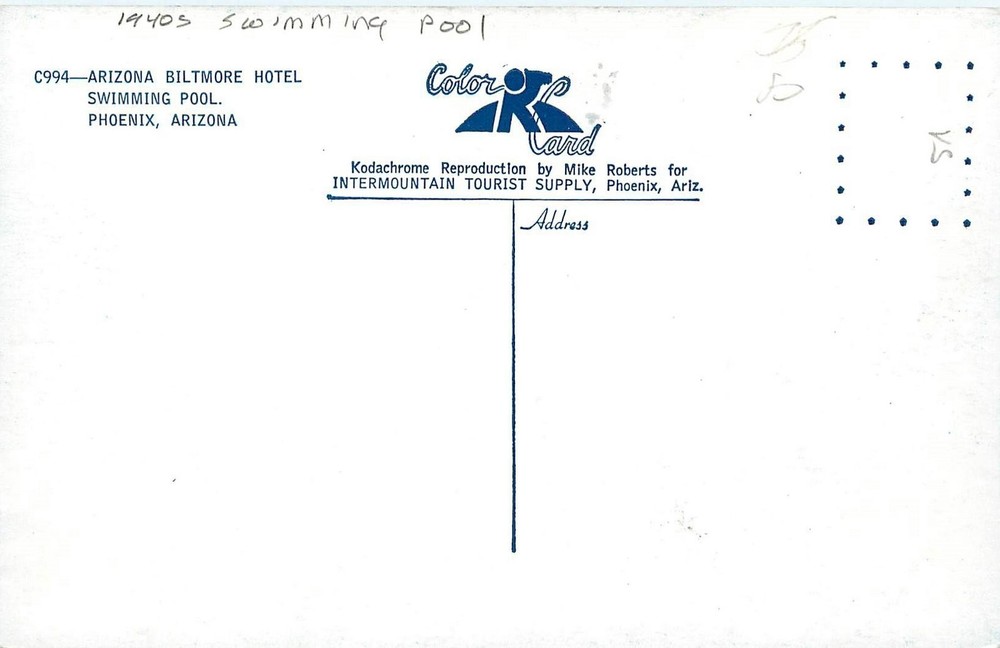 1940s swimming pool
C994—ARIZONA BILTMORE HOTEL
SWIMMING POOL.
PHOENIX, ARIZONA
Color Card
Kodachrome Reproduction by Mike Roberts for
INTERMOUNTAIN TOURIST SUPPLY, Phoenix, Ariz.
Address